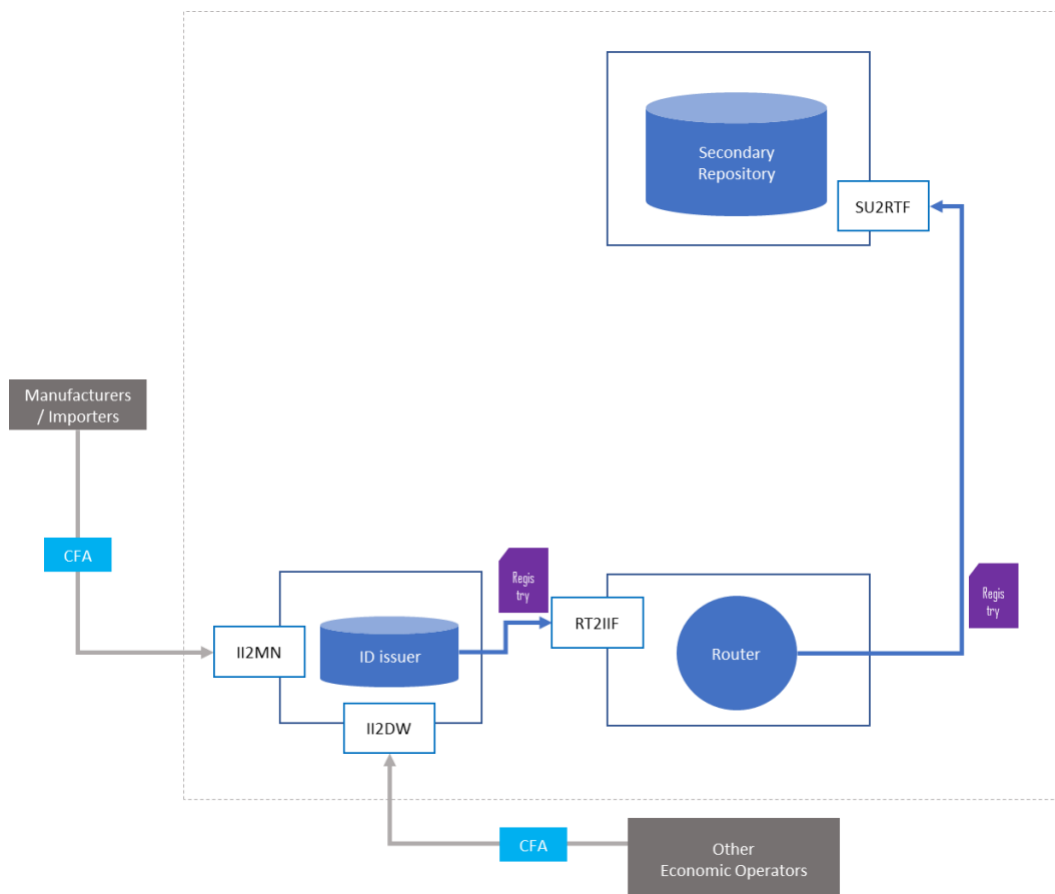 Secondary
Repository
SU2RTF
Manufacturers
/ Importers
CFA
Regis
try
Regis
try
II2MN
ID issuer
RT2IIF
Router
II2DW
CFA
Other
Economic Operators